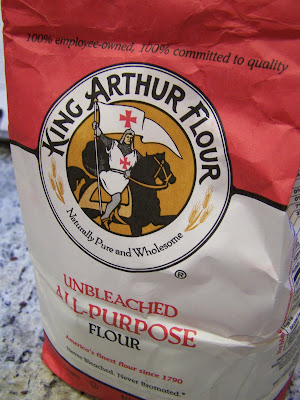 100% employee-owned, 100% committed to quality
KING ARTHUR FLOUR
Naturally Pure and Wholesome
®
UNBLEACHED
ALL-PURPOSE
FLOUR
America's finest flour since 1790
Never Bleached. Never Bromated.*